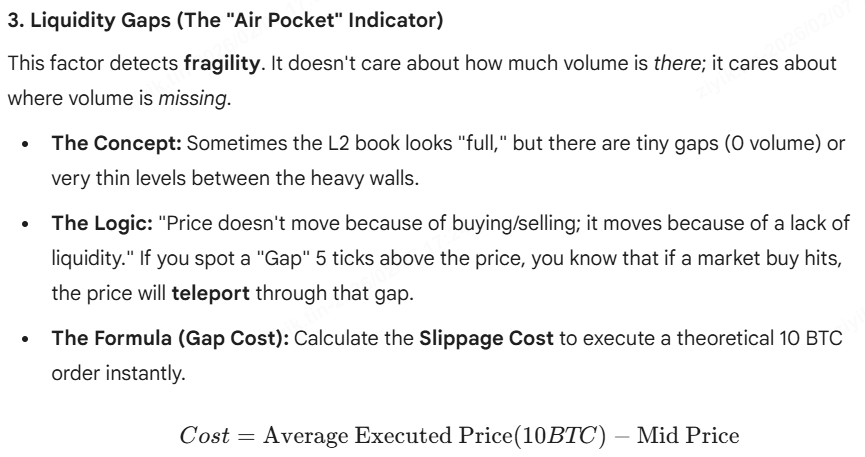 3. Liquidity Gaps (The "Air Pocket" Indicator)
This factor detects fragility. It doesn't care about how much volume is there; it cares about
where volume is missing.
• The Concept: Sometimes the L2 book looks "full," but there are tiny gaps (0 volume) or
very thin levels between the heavy walls.
• The Logic: "Price doesn't move because of buying/selling; it moves because of a lack of
liquidity." If you spot a "Gap" 5 ticks above the price, you know that if a market buy hits,
the price will teleport through that gap.
• The Formula (Gap Cost): Calculate the Slippage Cost to execute a theoretical 10 BTC
order instantly.
Cost = Average Executed Price(10BTC) − Mid Price